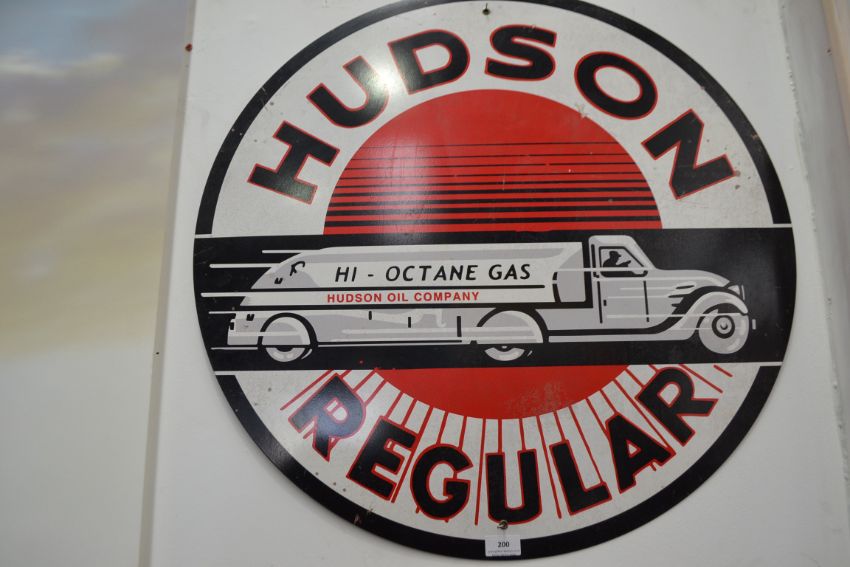 HUDSON
HI - OCTANE GAS
HUDSON OIL COMPANY
REGULAR
200